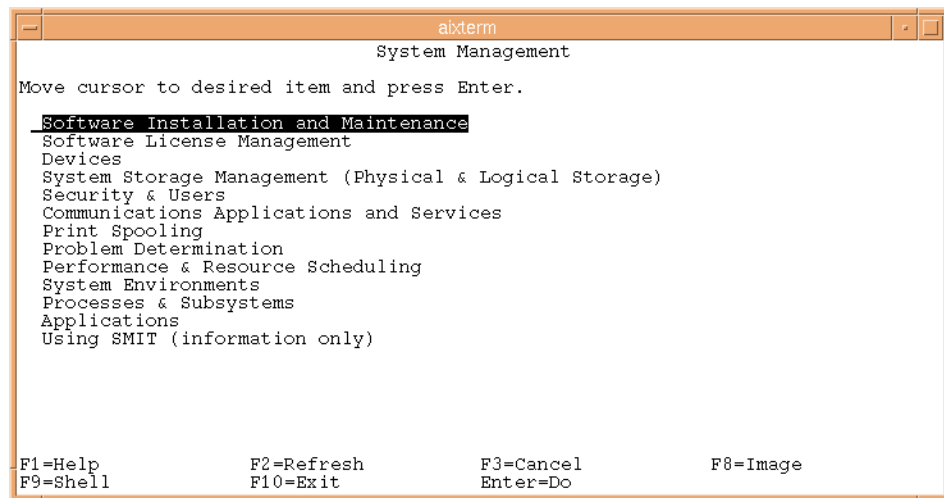 aixterm
System Management
Move cursor to desired item and press Enter.
Software Installation and Maintenance
Software License Management
Devices
System Storage Management (Physical & Logical Storage)
Security & Users
Communications Applications and Services
Print Spooling
Problem Determination
Performance & Resource Scheduling
System Environments
Processes & Subsystems
Applications
Using SMIT (information only)
F1=Help F2=Refresh F3=Cancel F8=Image
F9=Shell F10=Exit Enter=Do